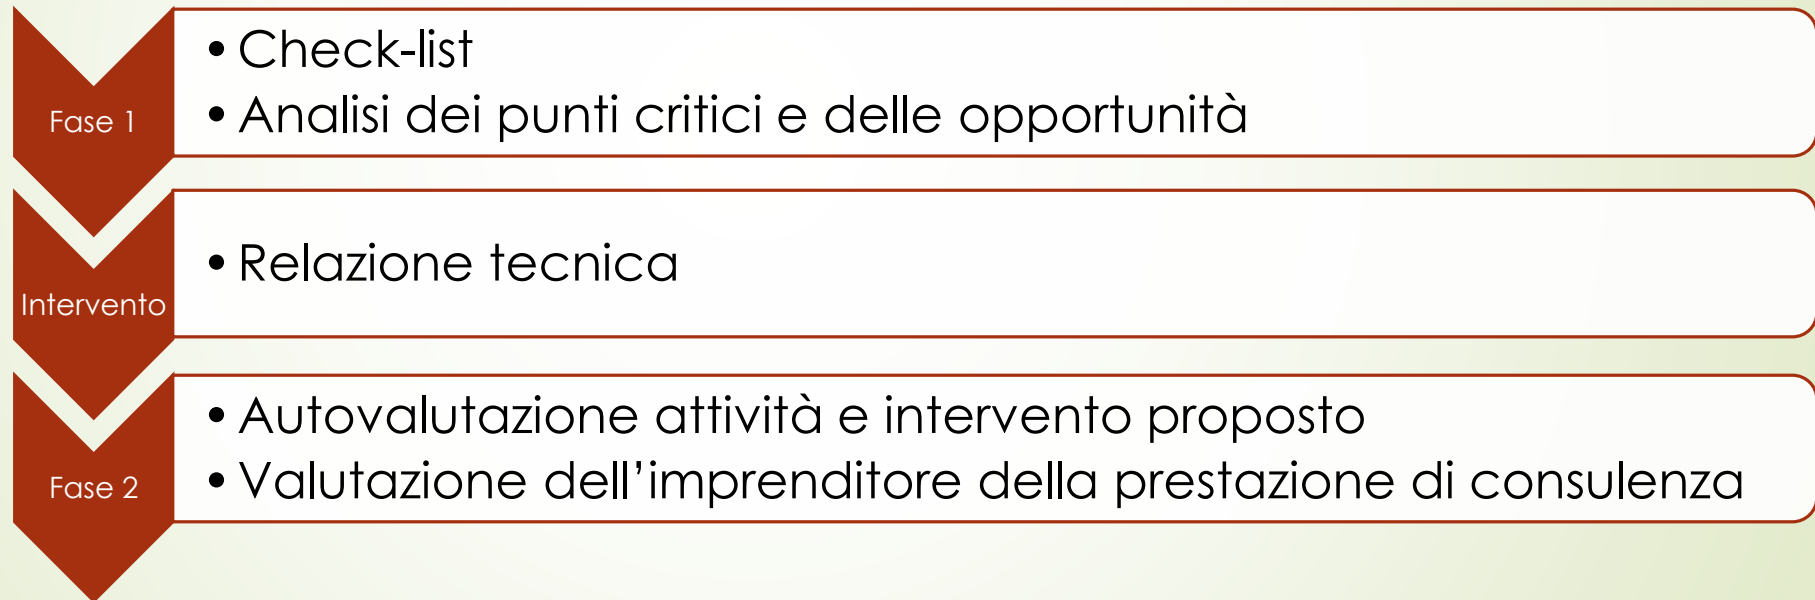 Fase 1
• Check-list
• Analisi dei punti critici e delle opportunità
Intervento
• Relazione tecnica
Fase 2
• Autovalutazione attività e intervento proposto
• Valutazione dell’imprenditore della prestazione di consulenza